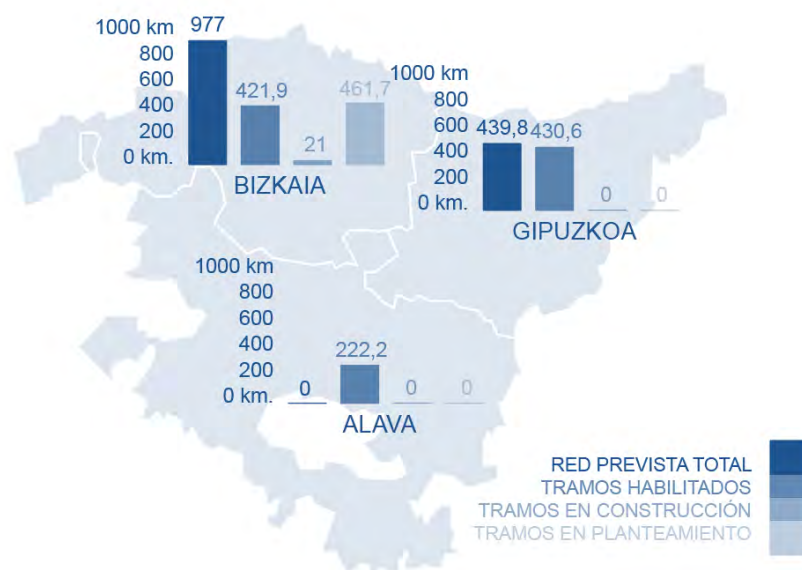 1000 km
800
600
400
200
0 km.
977
421,9
21
461,7
BIZKAIA
1000 km
800
600
400
200
0 km.
439,8
430,6
0
0
GIPUZKOA
1000 km
800
600
400
200
0 km.
0
222,2
0
0
ALAVA
RED PREVISTA TOTAL
TRAMOS HABILITADOS
TRAMOS EN CONSTRUCCIÓN
TRAMOS EN PLANTEAMIENTO